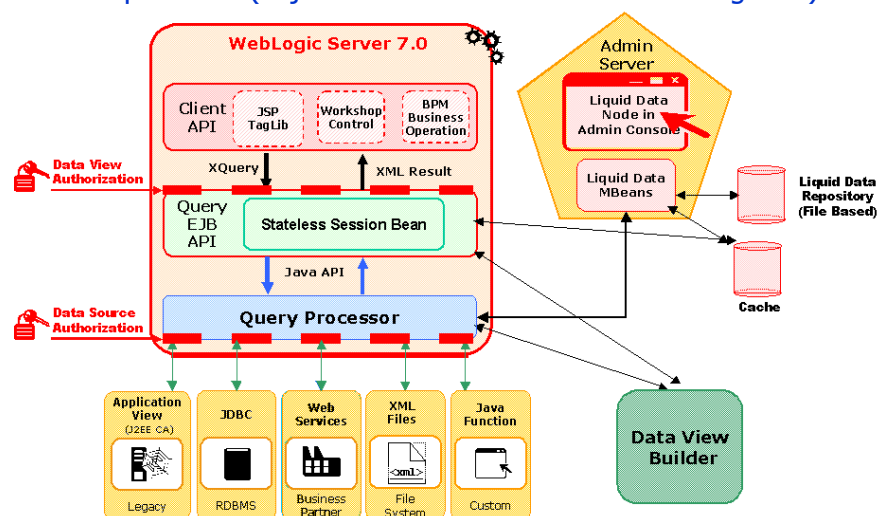 WebLogic Server 7.0
Client
API
JSP
TagLib
Workshop
Control
BPM
Business
Operation
XQuery
XML Result
Data View
Authorization
Query
EJB
API
Stateless Session Bean
Java API
Data Source
Authorization
Query Processor
Application
View
(J2EE CA)
Legacy
JDBC
RDBMS
Web
Services
Business
Partner
XML
Files
<xml>
File
System
Java
Function
Custom
Admin
Server
Liquid Data
Node in
Admin Console
Liquid Data
MBeans
Liquid Data
Repository
(File Based)
Cache
Data View
Builder